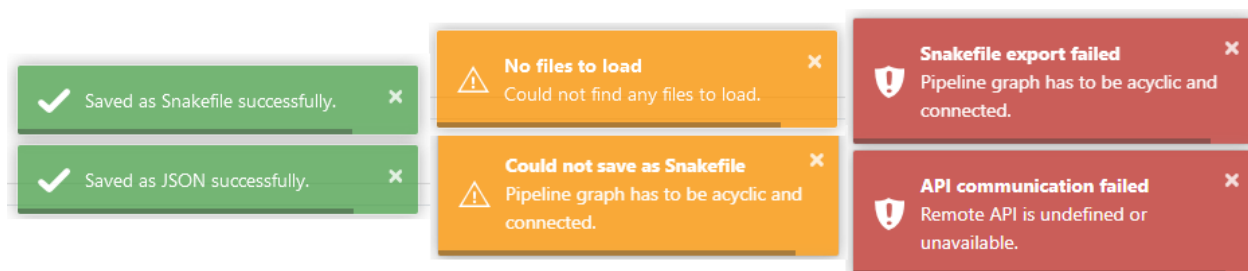 Saved as Snakefile successfully.
Saved as JSON successfully.
No files to load
Could not find any files to load.
Could not save as Snakefile
Pipeline graph has to be acyclic and
connected.
Snakefile export failed
Pipeline graph has to be acyclic and
connected.
API communication failed
Remote API is undefined or
unavailable.